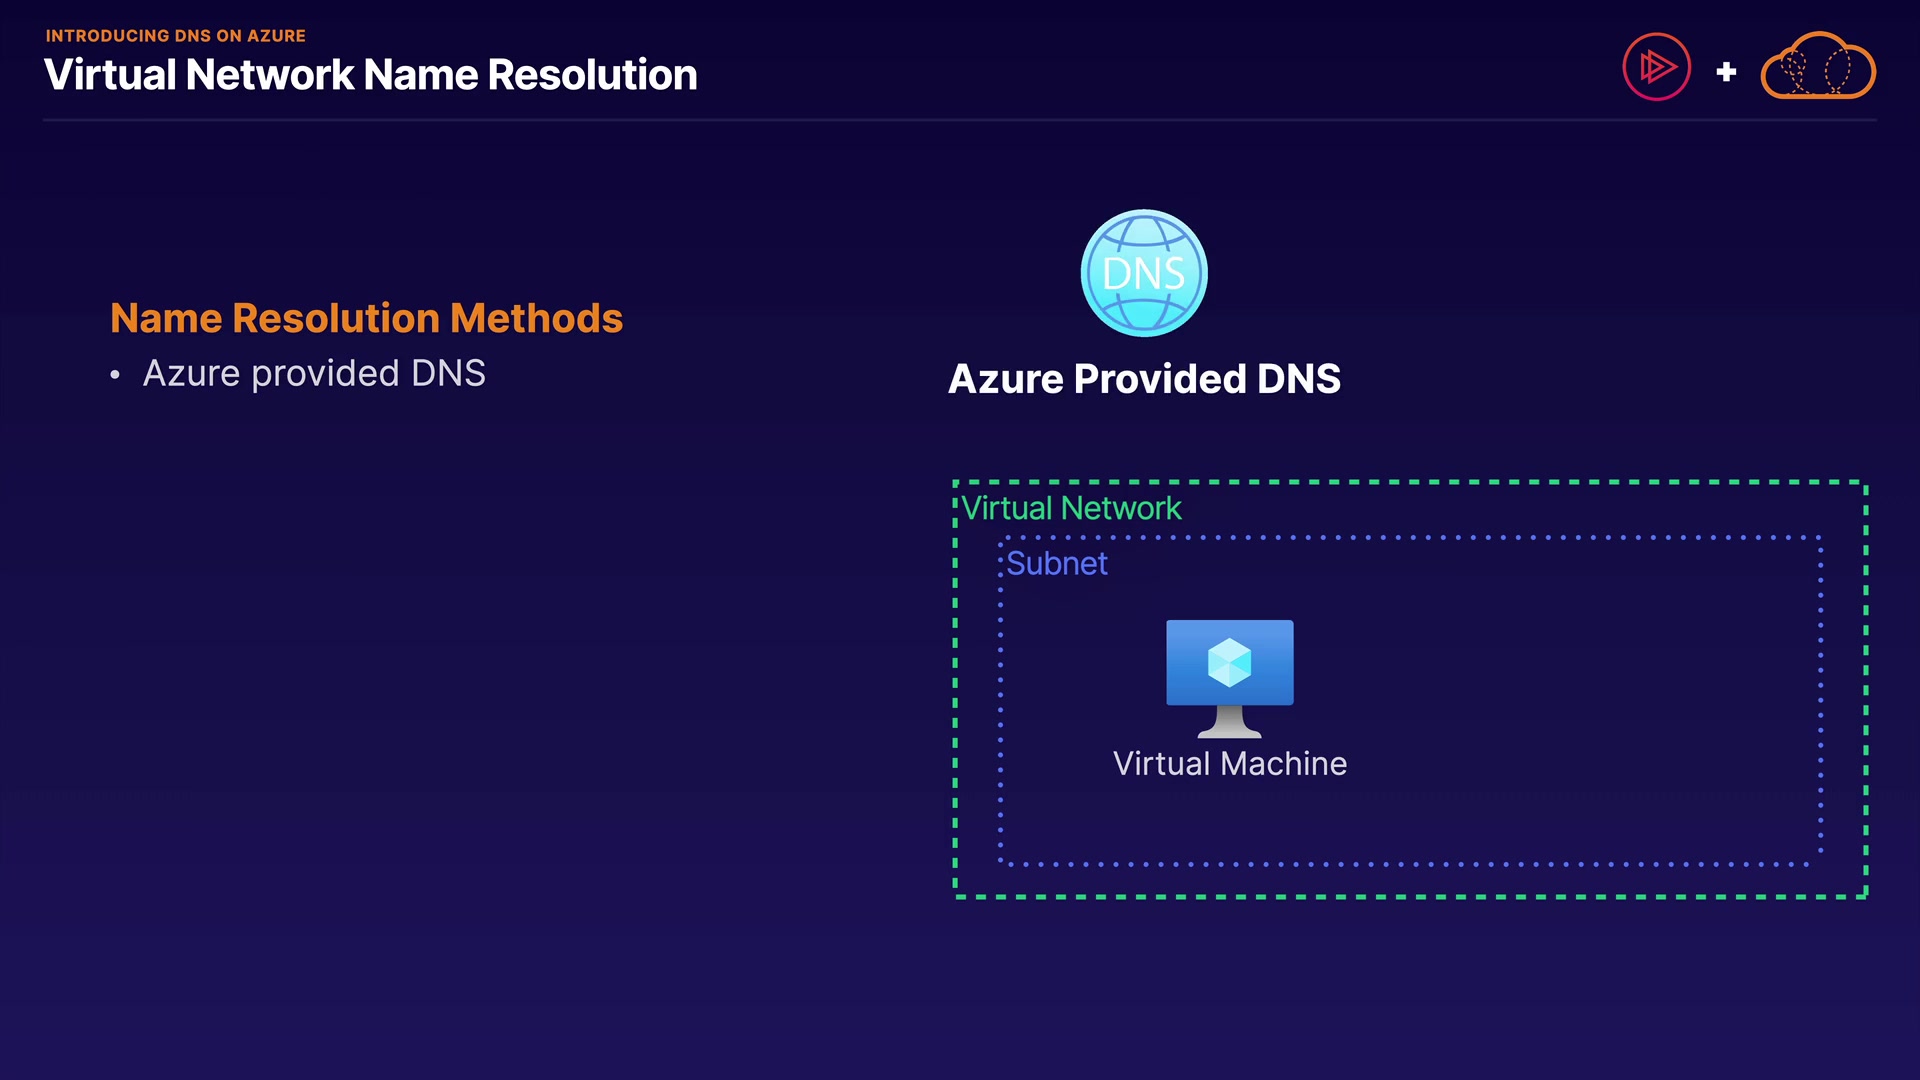 INTRODUCING DNS ON AZURE
Virtual Network Name Resolution
Name Resolution Methods
• Azure provided DNS
DNS
Azure Provided DNS
Virtual Network
Subnet
Virtual Machine